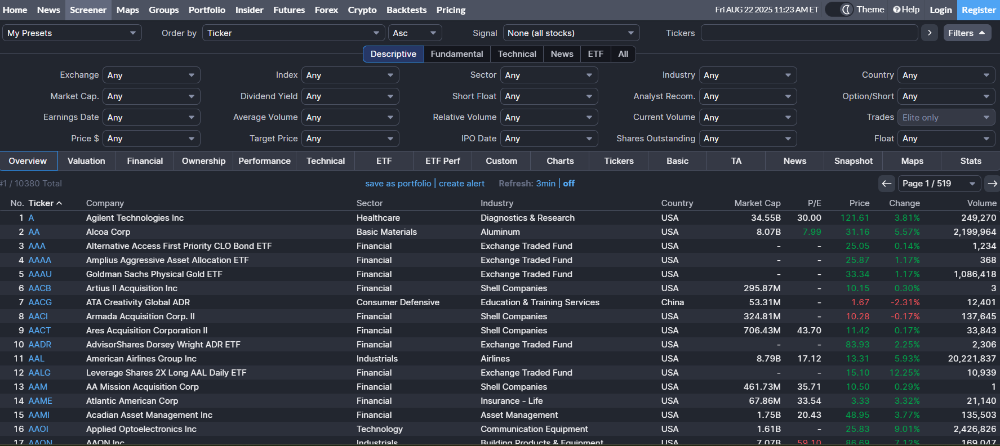 Home News Screener Maps Groups Portfolio Insider Futures Forex Crypto Backtests Pricing Fri AUG 22 2025 11:23 AM ET Theme Help Login Register
My Presets Order by Ticker Asc Signal None (all stocks) Tickers Filters
Descriptive Fundamental Technical News ETF All
Exchange Any Index Any Sector Any Industry Any Country Any
Market Cap. Any Dividend Yield Any Short Float Any Analyst Recom. Any Option/Short Any
Earnings Date Any Average Volume Any Relative Volume Any Current Volume Any Trades Elite only
Price $ Any Target Price Any IPO Date Any Shares Outstanding Any Float Any
Overview Valuation Financial Ownership Performance Technical ETF ETF Perf Custom Charts Tickers Basic TA News Snapshot Maps Stats
#1 / 10380 Total save as portfolio | create alert Refresh: 3min | off Page 1 / 519
No. Ticker Company Sector Industry Country Market Cap P/E Price Change Volume
1 A Agilent Technologies Inc Healthcare Diagnostics & Research USA 34.55B 30.00 121.61 3.81% 249,270
2 AA Alcoa Corp Basic Materials Aluminum USA 8.07B 7.99 31.16 5.57% 2,199,964
3 AAA Alternative Access First Priority CLO Bond ETF Financial Exchange Traded Fund USA - - 25.05 0.14% 1,234
4 AAAA Amplius Aggressive Asset Allocation ETF Financial Exchange Traded Fund USA - - 25.87 1.17% 368
5 AAAU Goldman Sachs Physical Gold ETF Financial Exchange Traded Fund USA - - 33.34 1.17% 1,086,418
6 AACB Artius II Acquisition Inc Financial Shell Companies USA 295.87M - 10.15 0.30% 3
7 AACG ATA Creativity Global ADR Consumer Defensive Education & Training Services China 53.31M - 1.67 -2.31% 12,401
8 AACI Armada Acquisition Corp. II Financial Shell Companies USA 324.81M - 10.28 -0.17% 137,645
9 AACT Ares Acquisition Corporation II Financial Shell Companies USA 706.43M 43.70 11.42 0.17% 33,843
10 AADR AdvisorShares Dorsey Wright ADR ETF Financial Exchange Traded Fund USA - - 83.93 2.25% 2,306
11 AAL American Airlines Group Inc Industrials Airlines USA 8.79B 17.12 13.31 5.93% 20,221,837
12 AALG Leverage Shares 2X Long AAL Daily ETF Financial Exchange Traded Fund USA - - 15.10 12.25% 10,939
13 AAM AA Mission Acquisition Corp Financial Shell Companies USA 461.73M 35.71 10.50 0.29% 1
14 AAME Atlantic American Corp Financial Insurance - Life USA 67.86M 33.54 3.33 3.32% 21,140
15 AAMI Acadian Asset Management Inc Financial Asset Management USA 1.75B 20.43 48.95 3.77% 135,503
16 AAOI Applied Optoelectronics Inc Technology Communication Equipment USA 1.61B - 25.83 9.01% 2,426,826
17 AAON AAON Inc Industrials Building Products & Equipment USA 7.07B 59.10 86.69 7.12% 169,047